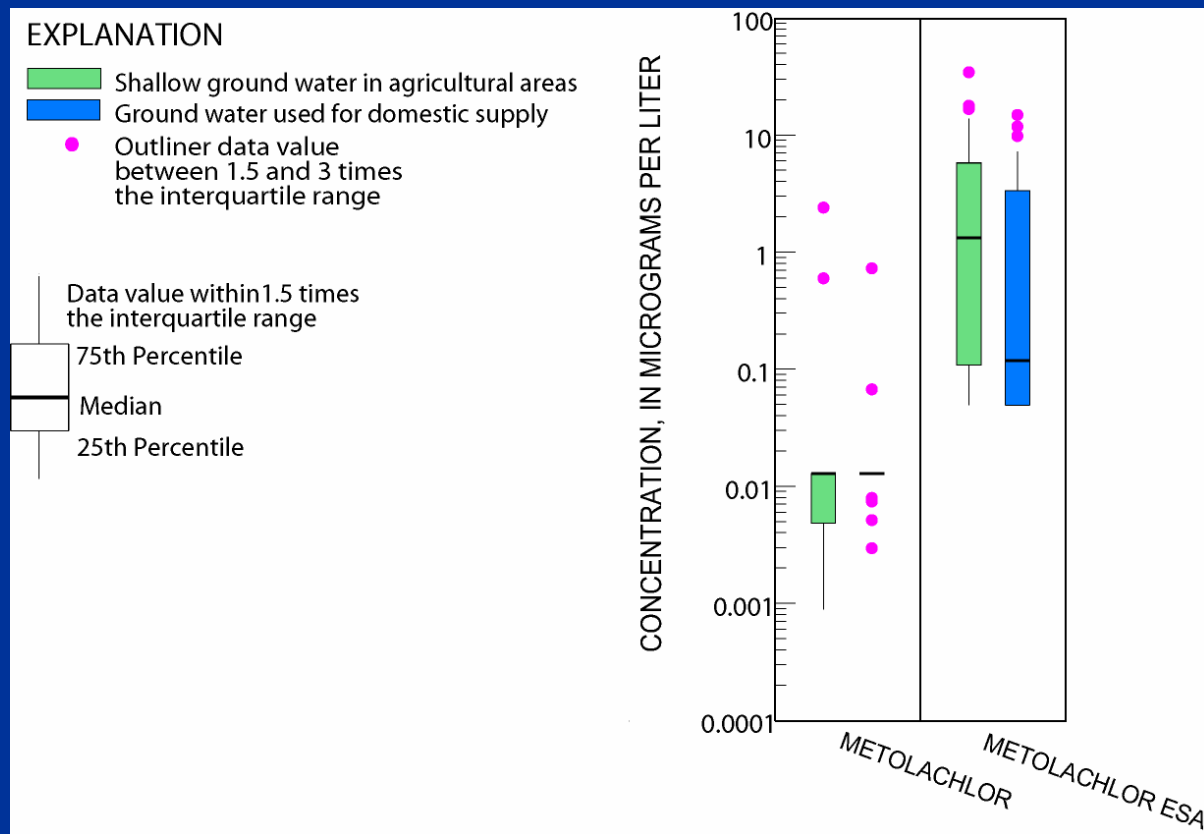 EXPLANATION
Shallow ground water in agricultural areas
Ground water used for domestic supply
Outliner data value
between 1.5 and 3 times
the interquartile range
Data value within1.5 times
the interquartile range
75th Percentile
Median
25th Percentile
CONCENTRATION, IN MICROGRAMS PER LITER
100
10
1
0.1
0.01
0.001
0.0001
METOLACHLOR
METOLACHLOR ESA